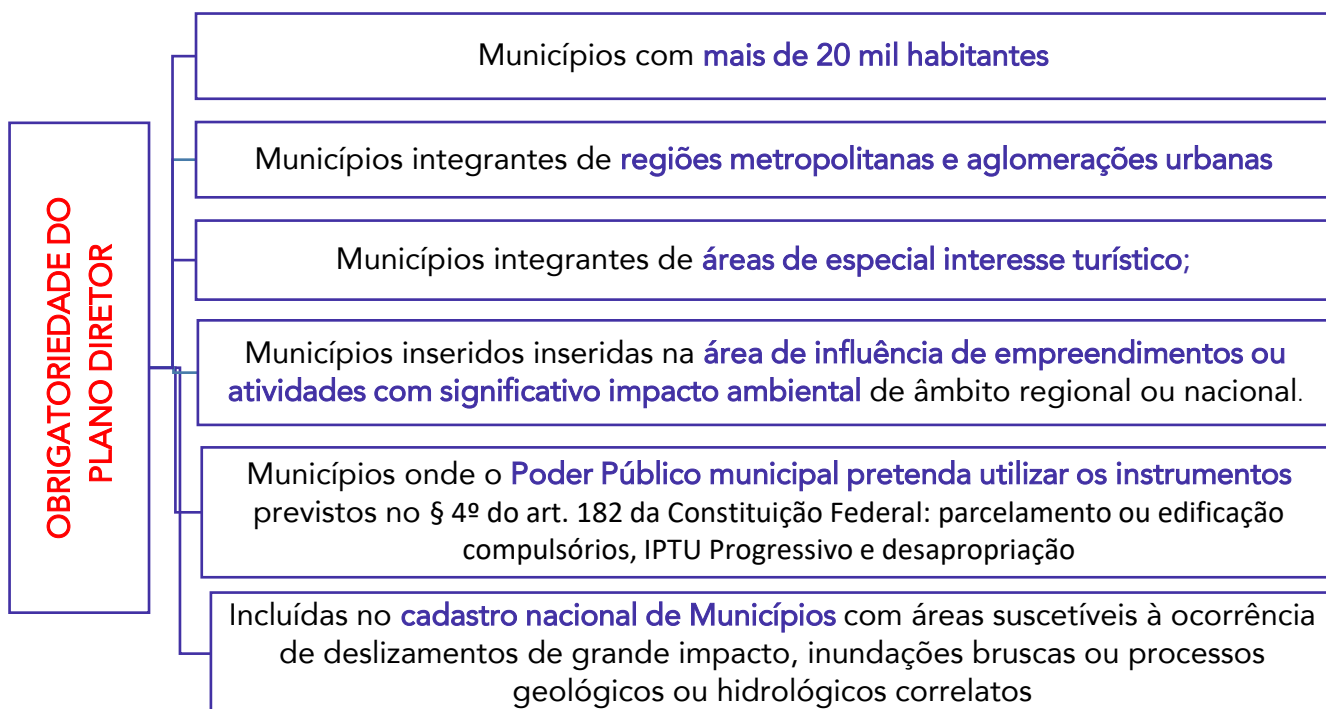 OBRIGATORIEDADE DO
PLANO DIRETOR
Municípios com mais de 20 mil habitantes
Municípios integrantes de regiões metropolitanas e aglomerações urbanas
Municípios integrantes de áreas de especial interesse turístico;
Municípios inseridos inseridas na área de influência de empreendimentos ou
atividades com significativo impacto ambiental de âmbito regional ou nacional.
Municípios onde o Poder Público municipal pretenda utilizar os instrumentos
previstos no § 4º do art. 182 da Constituição Federal: parcelamento ou edificação
compulsórios, IPTU Progressivo e desapropriação
Incluídas no cadastro nacional de Municípios com áreas suscetíveis à ocorrência
de deslizamentos de grande impacto, inundações bruscas ou processos
geológicos ou hidrológicos correlatos